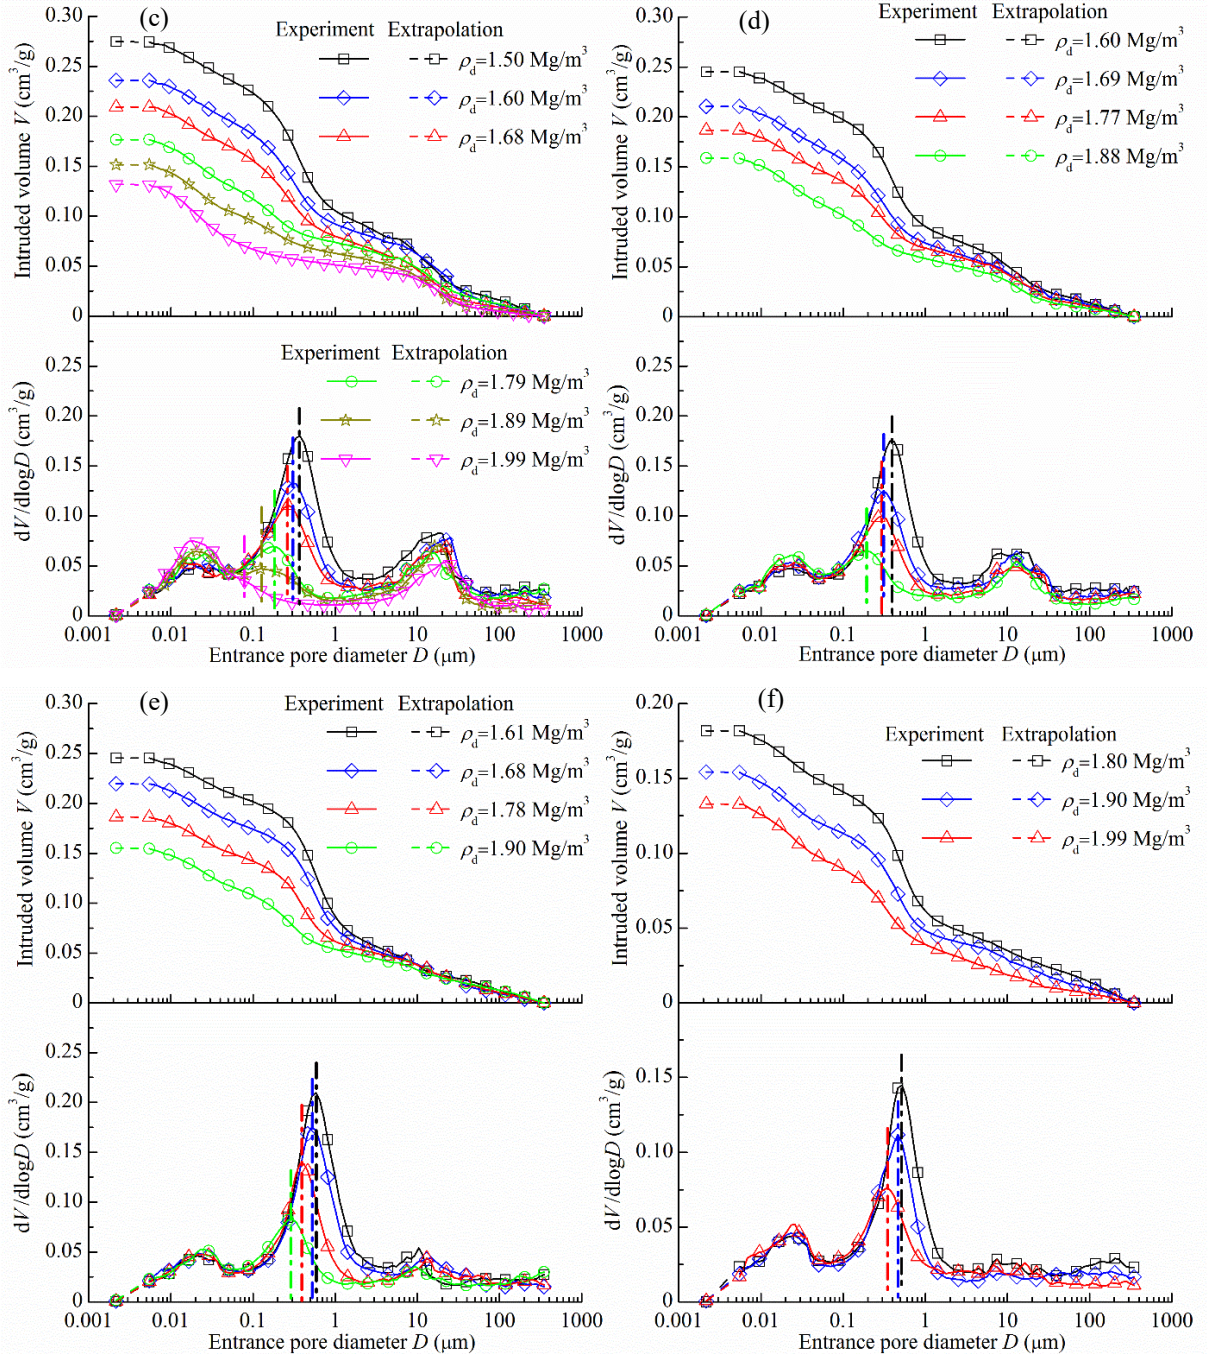 (c)
Intruded volume V (cm³/g)
0.30
0.25
0.20
0.15
0.10
0.05
0
Experiment Extrapolation
ρd=1.50 Mg/m³
ρd=1.60 Mg/m³
ρd=1.68 Mg/m³
dV/dlogD (cm³/g)
0.25
0.20
0.15
0.10
0.05
0
Experiment Extrapolation
ρd=1.79 Mg/m³
ρd=1.89 Mg/m³
ρd=1.99 Mg/m³
0.001 0.01 0.1 1 10 100 1000
Entrance pore diameter D (μm)
(d)
Intruded volume V (cm³/g)
0.30
0.25
0.20
0.15
0.10
0.05
0
Experiment Extrapolation
ρd=1.60 Mg/m³
ρd=1.69 Mg/m³
ρd=1.77 Mg/m³
ρd=1.88 Mg/m³
dV/dlogD (cm³/g)
0.25
0.20
0.15
0.10
0.05
0
0.001 0.01 0.1 1 10 100 1000
Entrance pore diameter D (μm)
(e)
Intruded volume V (cm³/g)
0.30
0.25
0.20
0.15
0.10
0.05
0
Experiment Extrapolation
ρd=1.61 Mg/m³
ρd=1.68 Mg/m³
ρd=1.78 Mg/m³
ρd=1.90 Mg/m³
dV/dlogD (cm³/g)
0.25
0.20
0.15
0.10
0.05
0
0.001 0.01 0.1 1 10 100 1000
Entrance pore diameter D (μm)
(f)
Intruded volume V (cm³/g)
0.20
0.15
0.10
0.05
0
Experiment Extrapolation
ρd=1.80 Mg/m³
ρd=1.90 Mg/m³
ρd=1.99 Mg/m³
dV/dlogD (cm³/g)
0.15
0.10
0.05
0
0.001 0.01 0.1 1 10 100 1000
Entrance pore diameter D (μm)